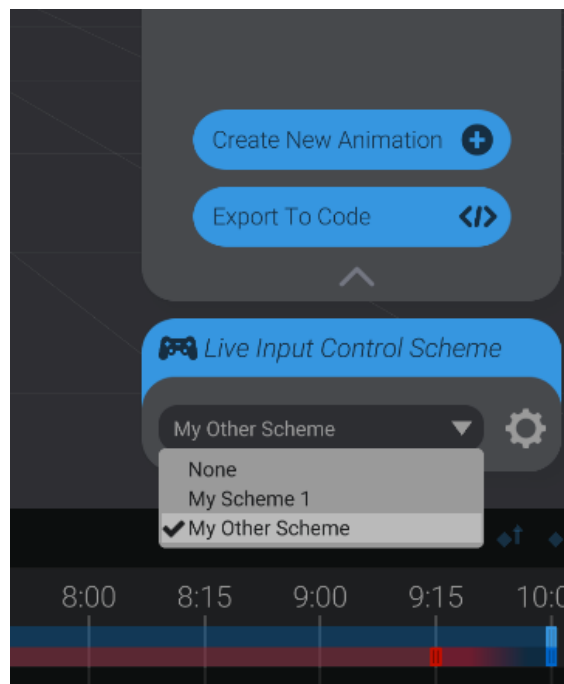 Create New Animation
Export To Code </>
Live Input Control Scheme
My Other Scheme
None
My Scheme 1
My Other Scheme
8:00 8:15 9:00 9:15 10:0